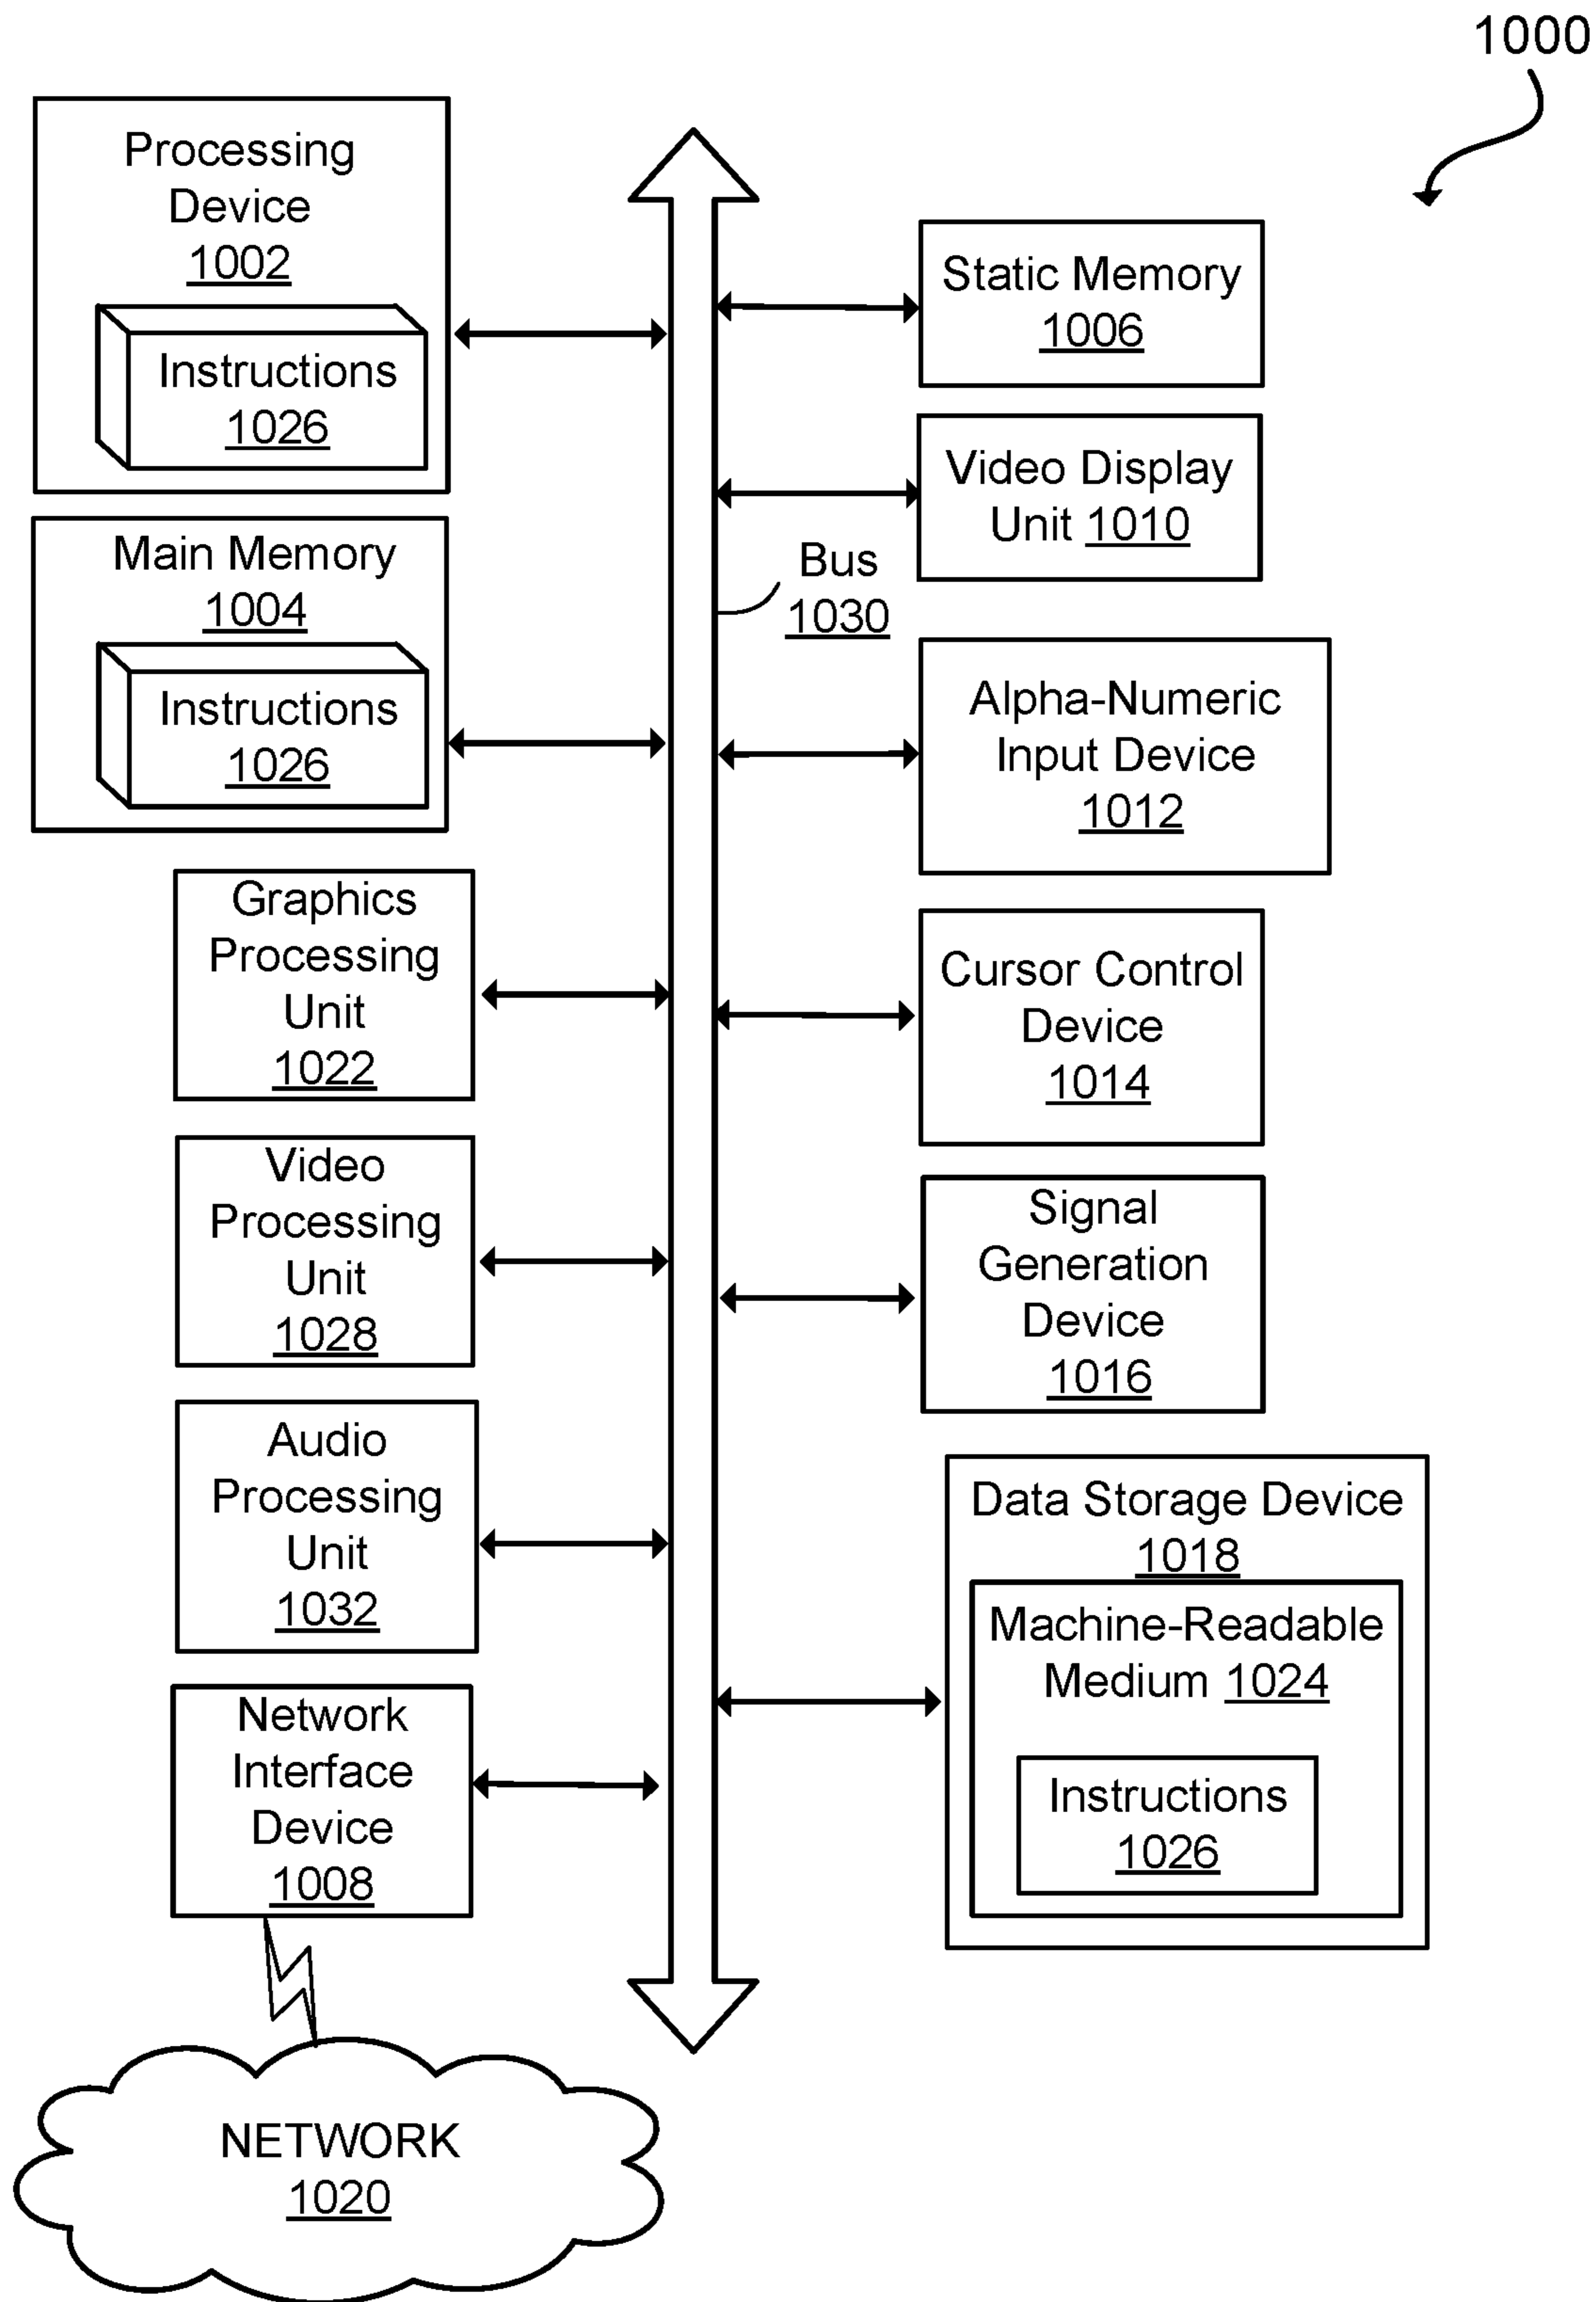 1000
Processing
Device
1002
Instructions
1026
Main Memory
1004
Instructions
1026
Graphics
Processing
Unit
1022
Video
Processing
Unit
1028
Audio
Processing
Unit
1032
Network
Interface
Device
1008
NETWORK
1020
Bus
1030
Static Memory
1006
Video Display
Unit 1010
Alpha-Numeric
Input Device
1012
Cursor Control
Device
1014
Signal
Generation
Device
1016
Data Storage Device
1018
Machine-Readable
Medium 1024
Instructions
1026